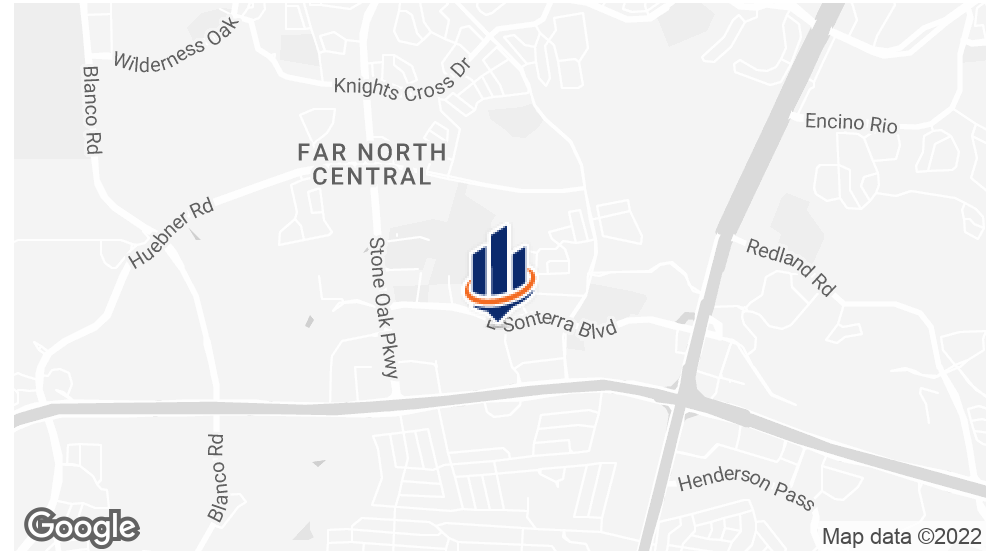 Wilderness Oak
Blanco Rd
Knights Cross Dr
Encino Rio
FAR NORTH
CENTRAL
Huebner Rd
Stone Oak Pkwy
Redland Rd
E Sonterra Blvd
Blanco Rd
Henderson Pass
Google
Map data ©2022